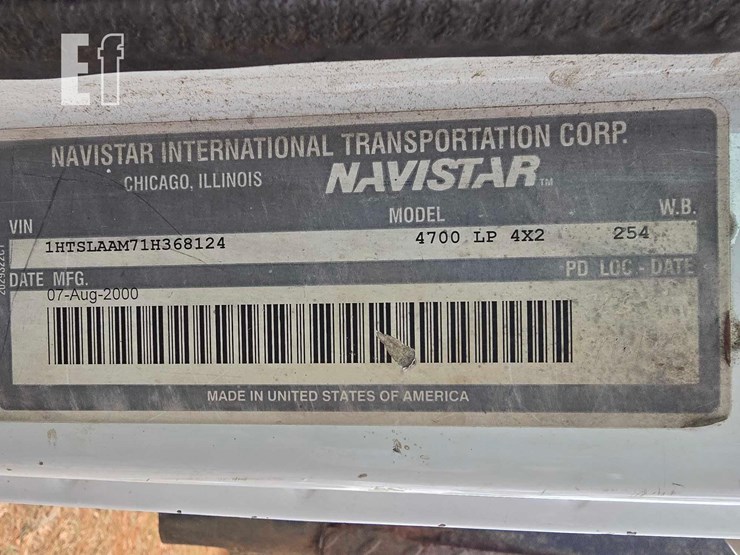 Ef
NAVISTAR INTERNATIONAL TRANSPORTATION CORP.
CHICAGO, ILLINOIS NAVISTAR™
VIN MODEL W.B.
1HTSLAAM71H368124 4700 LP 4X2 254
DATE MFG. PD LOC - DATE
07-Aug-2000
MADE IN UNITED STATES OF AMERICA